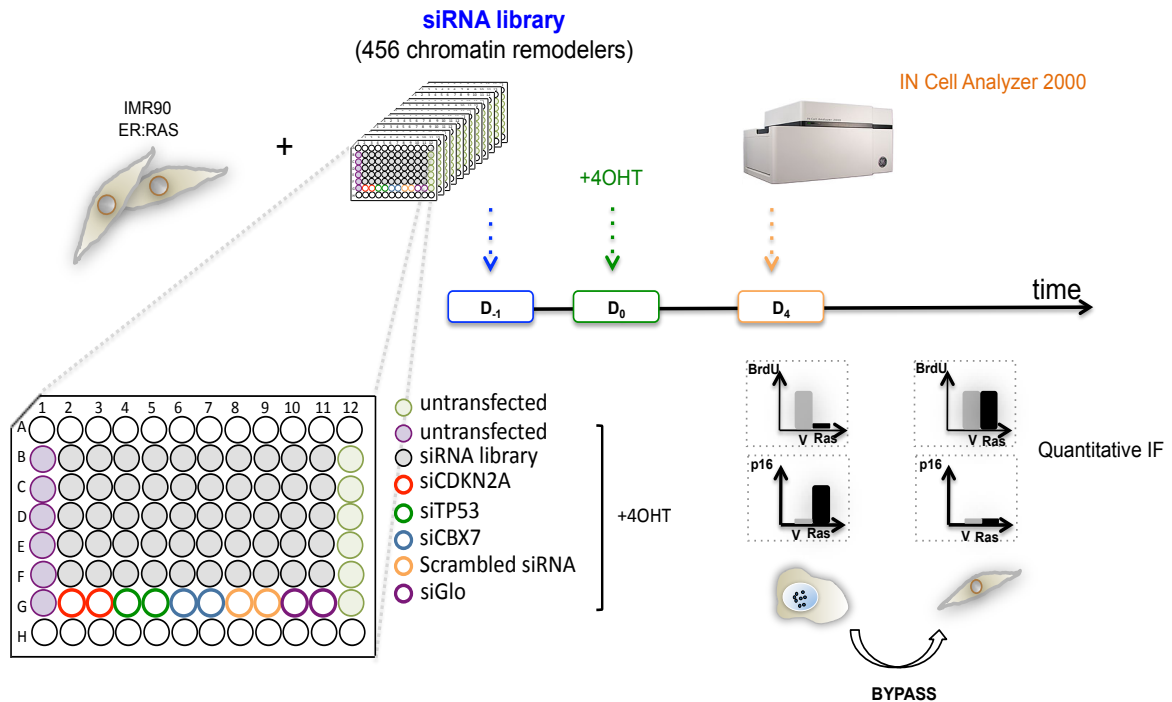 siRNA library
(456 chromatin remodelers)
IN Cell Analyzer 2000
IMR90
ER:RAS
+
+4OHT
D-1
D0
D4
time
1 2 3 4 5 6 7 8 9 10 11 12
A
B
C
D
E
F
G
H
untransfected
untransfected
siRNA library
siCDKN2A
siTP53
siCBX7
Scrambled siRNA
siGlo
+4OHT
BrdU
V Ras
BrdU
V Ras
p16
V Ras
p16
V Ras
Quantitative IF
BYPASS